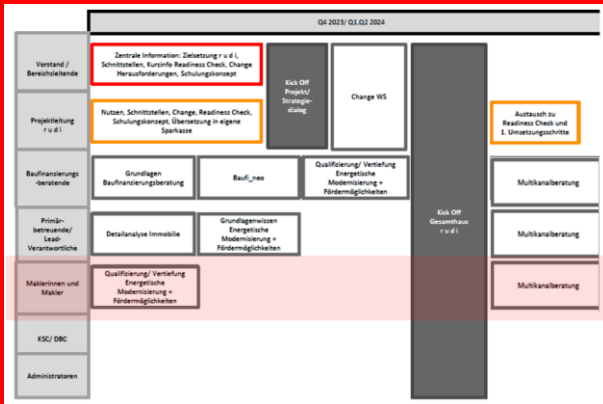 Q4 2023/ Q1,Q2 2024
Vorstand /
Bereichsleitende
Zentrale Information: Zielsetzung r u d i,
Schnittstellen, Kurzinfo Readiness Check, Change
Herausforderungen, Schulungskonzept
Kick Off
Projekt/
Strategie-
dialog
Change WS
Projektleitung
r u d i
Nutzen, Schnittstellen, Change, Readiness Check,
Schulungskonzept, Übersetzung in eigene
Sparkasse
Austausch zu
Readiness Check und
1. Umsetzungsschritte
Baufinanzierungs
-beratende
Grundlagen
Baufinanzierungsberatung
Baufi_neo
Qualifizierung/ Vertiefung
Energetische
Modernisierung +
Fördermöglichkeiten
Multikanalberatung
Kick Off
Gesamthaus
r u d i
Primär-
betreuende/
Lead-
Verantwortliche
Detailanalyse Immobilie
Grundlagenwissen
Energetische
Modernisierung +
Fördermöglichkeiten
Multikanalberatung
Maklerinnen und
Makler
Qualifizierung/ Vertiefung
Energetische
Modernisierung +
Fördermöglichkeiten
Multikanalberatung
KSC/ DBC
Administratoren